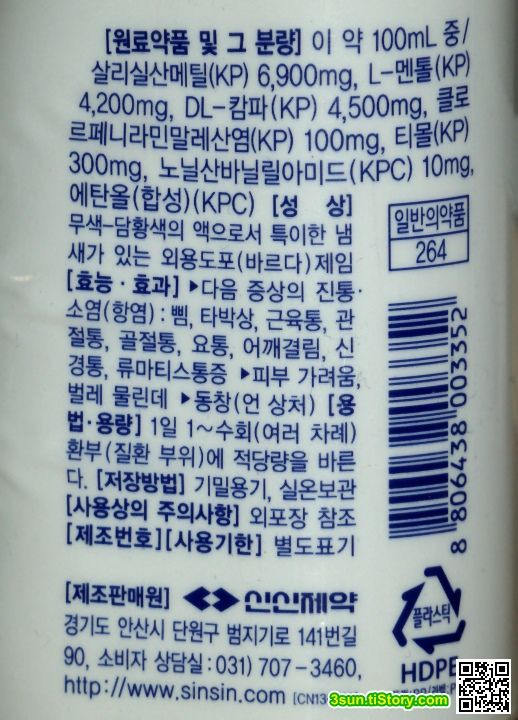 [원료약품 및 그 분량] 이 약 100mL 중/
살리실산메틸(KP) 6,900mg, L-멘톨(KP)
4,200mg, DL-캄파(KP) 4,500mg, 클로
르페니라민말레산염(KP) 100mg, 티몰(KP)
300mg, 노닐산바닐릴아미드(KPC) 10mg,
에탄올(합성)(KPC) [성 상]
무색-담황색의 액으로서 특이한 냄
새가 있는 외용도포(바르다)제임
[효능·효과] ▶다음 증상의 진통·
소염(항염) : 삠, 타박상, 근육통, 관
절통, 골절통, 요통, 어깨결림, 신
경통, 류마티스통증 ▶피부 가려움,
벌레 물린데 ▶동창(언 상처) [용
법·용량] 1일 1~수회(여러 차례)
환부(질환 부위)에 적당량을 바른
다. [저장방법] 기밀용기, 실온보관
[사용상의 주의사항] 외포장 참조
[제조번호][사용기한] 별도표기
일반의약품
264
8 806438 003352
[제조판매원] 신신제약
경기도 안산시 단원구 범지기로 141번길
90, 소비자 상담실 : 031) 707-3460,
http://www.sinsin.com [CN13
플라스틱
HDPE
3sun.tiStory.com